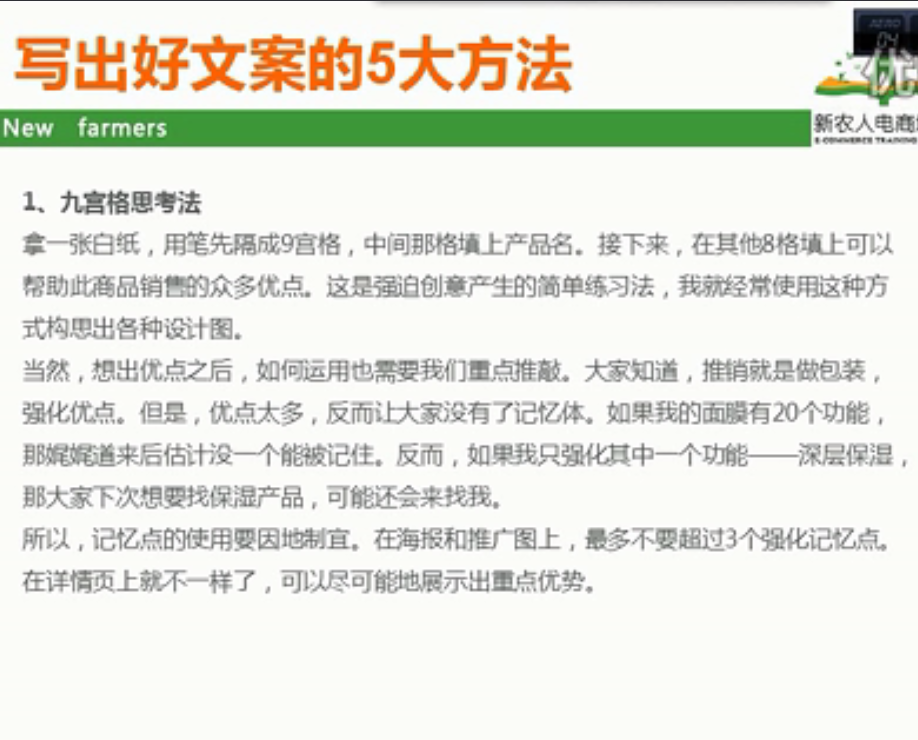 写出好文案的5大方法
New farmers
新农人电商
E-COMMERCE TRAINING
1、九宫格思考法
拿一张白纸，用笔先隔成9宫格，中间那格填上产品名。接下来，在其他8格填上可以
帮助此商品销售的众多优点。这是强迫创意产生的简单练习法，我就经常使用这种方
式构思出各种设计图。
当然，想出优点之后，如何运用也需要我们重点推敲。大家知道，推销就是做包装，
强化优点。但是，优点太多，反而让大家没有了记忆体。如果我的面膜有20个功能，
那娓娓道来后估计没一个能被记住。反而，如果我只强化其中一个功能——深层保湿，
那大家下次想要找保湿产品，可能还会来找我。
所以，记忆点的使用要因地制宜。在海报和推广图上，最多不要超过3个强化记忆点。
在详情页上就不一样了，可以尽可能地展示出重点优势。